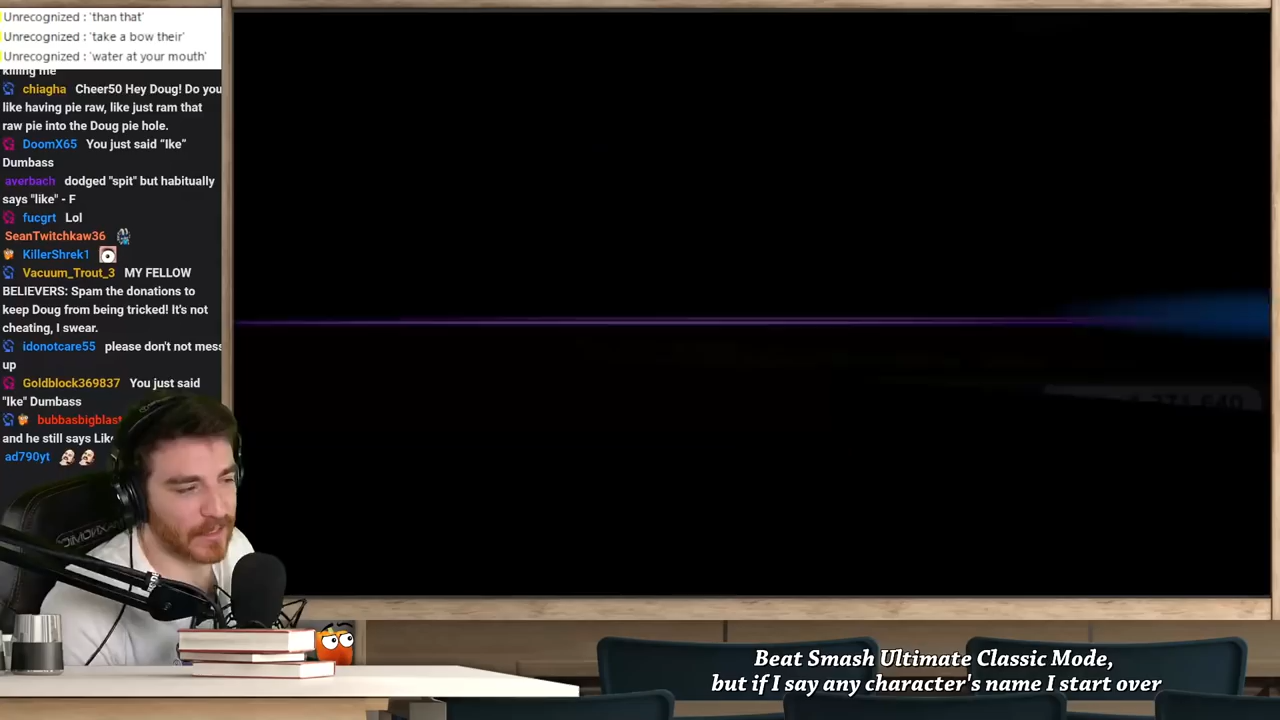 Unrecognized : 'than that'
Unrecognized : 'take a bow their'
Unrecognized : 'water at your mouth'
killing me
chiagha Cheer50 Hey Doug! Do you
like having pie raw, like just ram that
raw pie into the Doug pie hole.
DoomX65 You just said “Ike”
Dumbass
averbach dodged "spit" but habitually
says "like" - F
fucgrt Lol
SeanTwitchkaw36
KillerShrek1
Vacuum_Trout_3 MY FELLOW
BELIEVERS: Spam the donations to
keep Doug from being tricked! It's not
cheating, I swear.
idonotcare55 please don't not mess
up
Goldblock369837 You just said
"Ike" Dumbass
bubbasbigblast
and he still says Like
ad790yt
Beat Smash Ultimate Classic Mode,
but if I say any character's name I start over